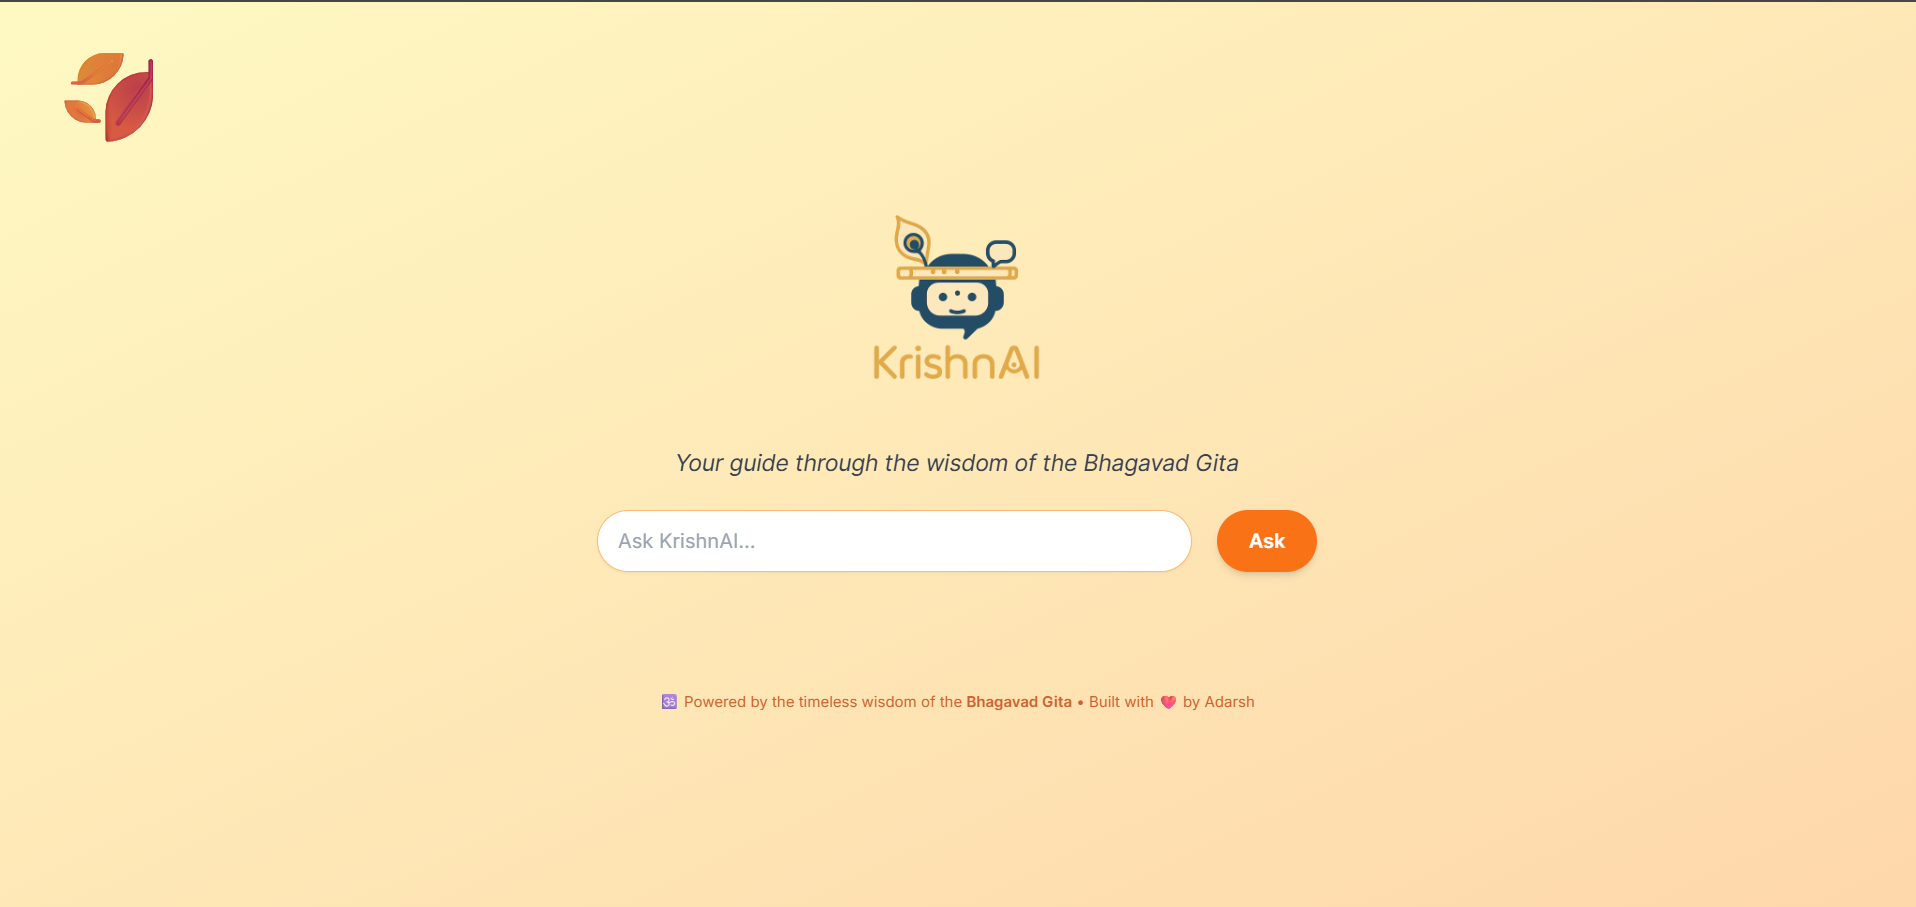 KrishnAI
Your guide through the wisdom of the Bhagavad Gita
Ask KrishnAI...
Ask
🕉️ Powered by the timeless wisdom of the Bhagavad Gita • Built with ❤️ by Adarsh